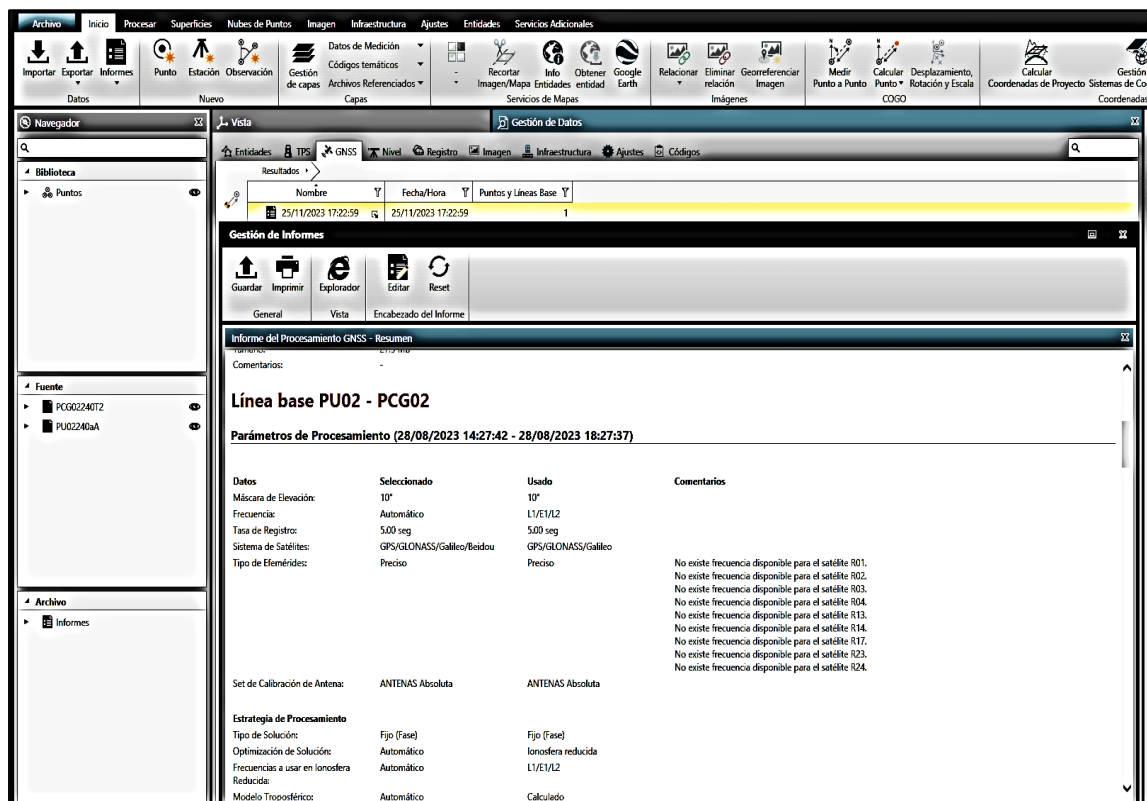 Archivo Inicio Procesar Superficies Nubes de Puntos Imagen Infraestructura Ajustes Entidades Servicios Adicionales
Importar Exportar Informes
Datos
Punto Estación Observación
Nuevo
Gestión de capas
Datos de Medición
Códigos temáticos
Archivos Referenciados
Capas
-
Recortar Imagen/Mapa
Info Entidades
Obtener entidad
Google Earth
Servicios de Mapas
Relacionar
Eliminar relación
Georreferenciar Imagen
Imágenes
Medir Punto a Punto
Calcular Punto
Desplazamiento, Rotación y Escala
COGO
Calcular Coordenadas de Proyecto
Gestión
Sistemas de Co
Coordenadas
Navegador
Biblioteca
Puntos
Fuente
PCG02240T2
PU02240aA
Archivo
Informes
Vista
Gestión de Datos
Entidades TPS GNSS Nivel Registro Imagen Infraestructura Ajustes Códigos
Resultados
Nombre Fecha/Hora Puntos y Líneas Base
25/11/2023 17:22:59 25/11/2023 17:22:59 1
Gestión de Informes
Guardar Imprimir Explorador Editar Reset
General Vista Encabezado del Informe
Informe del Procesamiento GNSS - Resumen
Comentarios: -
Línea base PU02 - PCG02
Parámetros de Procesamiento (28/08/2023 14:27:42 - 28/08/2023 18:27:37)
Datos Seleccionado Usado Comentarios
Máscara de Elevación: 10° 10°
Frecuencia: Automático L1/E1/L2
Tasa de Registro: 5.00 seg 5.00 seg
Sistema de Satélites: GPS/GLONASS/Galileo/Beidou GPS/GLONASS/Galileo
Tipo de Efemérides: Preciso Preciso No existe frecuencia disponible para el satélite R01.
No existe frecuencia disponible para el satélite R02.
No existe frecuencia disponible para el satélite R03.
No existe frecuencia disponible para el satélite R04.
No existe frecuencia disponible para el satélite R13.
No existe frecuencia disponible para el satélite R14.
No existe frecuencia disponible para el satélite R17.
No existe frecuencia disponible para el satélite R23.
No existe frecuencia disponible para el satélite R24.
Set de Calibración de Antena: ANTENAS Absoluta ANTENAS Absoluta
Estrategia de Procesamiento
Tipo de Solución: Fijo (Fase) Fijo (Fase)
Optimización de Solución: Automático Ionosfera reducida
Frecuencias a usar en Ionosfera Automático L1/E1/L2
Reducida:
Modelo Troposférico: Automático Calculado